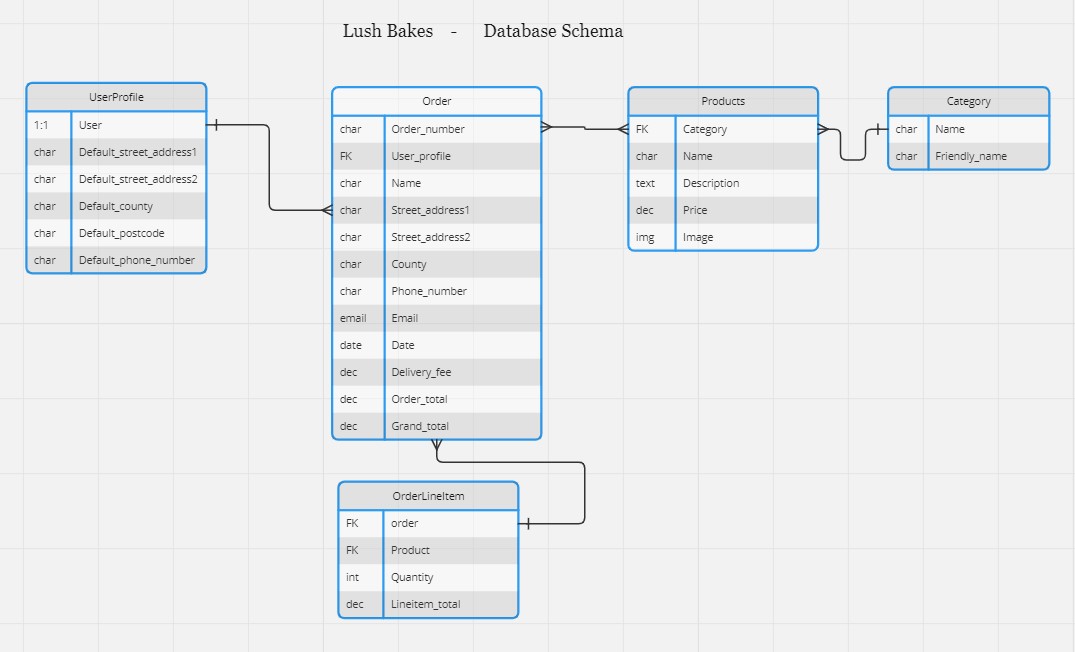 Lush Bakes - Database Schema
UserProfile
1:1 User
char Default_street_address1
char Default_street_address2
char Default_county
char Default_postcode
char Default_phone_number
Order
char Order_number
FK User_profile
char Name
char Street_address1
char Street_address2
char County
char Phone_number
email Email
date Date
dec Delivery_fee
dec Order_total
dec Grand_total
Products
FK Category
char Name
text Description
dec Price
img Image
Category
char Name
char Friendly_name
OrderLineItem
FK order
FK Product
int Quantity
dec Lineitem_total